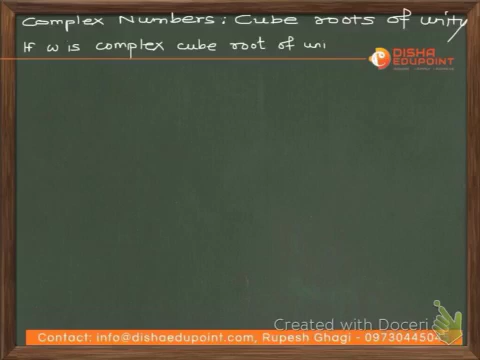 Complex Numbers: Cube roots of unity
If ω is complex cube root of uni
DISHA
EDUPOINT
Created with Doceri
Contact: info@dishaedupoint.com, Rupesh Ghagi - 0973044504